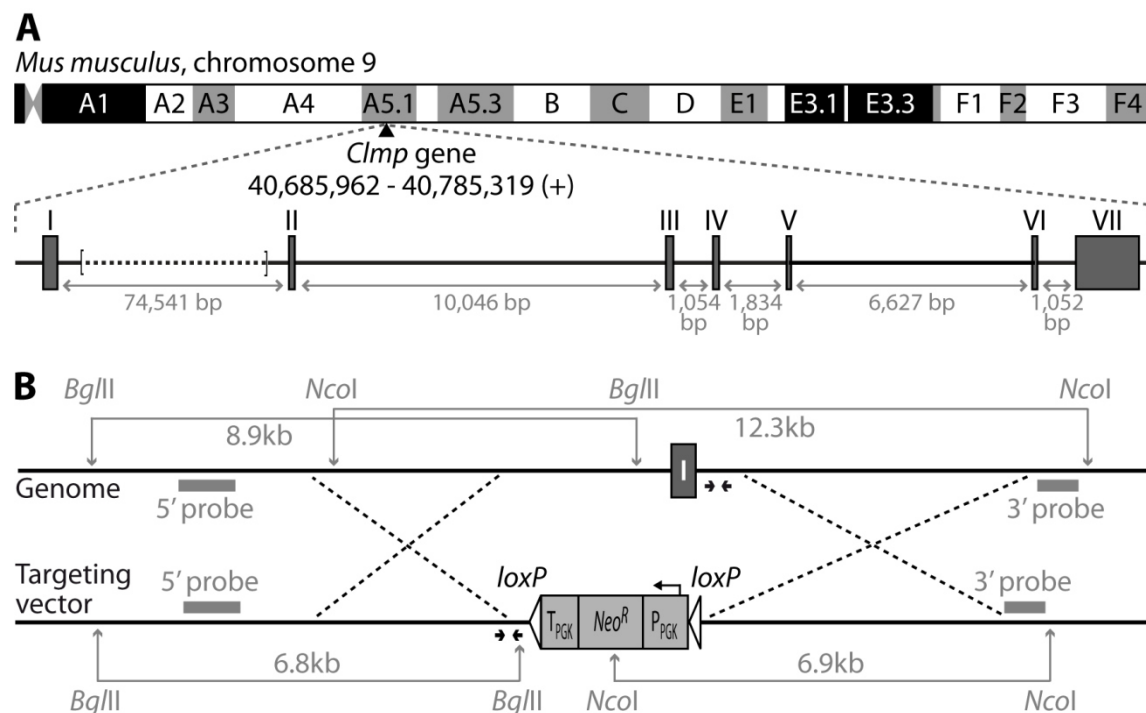 A
Mus musculus, chromosome 9
A1 A2 A3 A4 A5.1 A5.3 B C D E1 E3.1 E3.3 F1 F2 F3 F4
Clmp gene
40,685,962 - 40,785,319 (+)
I II III IV V VI VII
74,541 bp 10,046 bp 1,054 bp 1,834 bp 6,627 bp 1,052 bp
B
BglII NcoI BglII NcoI
8.9kb 12.3kb
I
Genome
5’ probe 3’ probe
Targeting vector
5’ probe loxP loxP 3’ probe
TPGK NeoR PPGK
6.8kb 6.9kb
BglII BglII NcoI NcoI